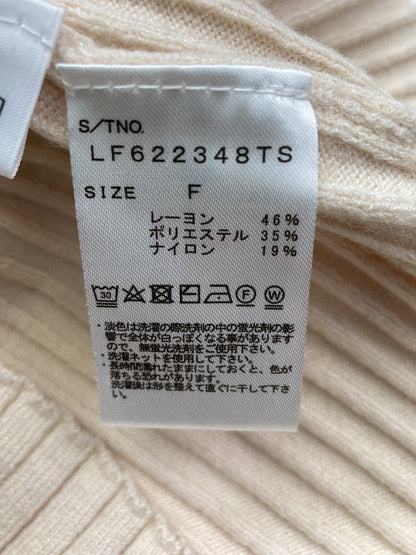 S/TNO.
LF622348TS
SIZE F
レーヨン 46%
ポリエステル 35%
ナイロン 19%
30 F W
・淡色は洗濯の際洗剤の中の蛍光剤の影
響で全体が白っぽくなる事があります
ので、無蛍光洗剤をご使用下さい。
・洗濯ネットを使用して下さい。
・長時間濡れたままにしておくと、色が
落ちる恐れがあります。
洗濯後は形を整えて直ぐに干して下さ
い。